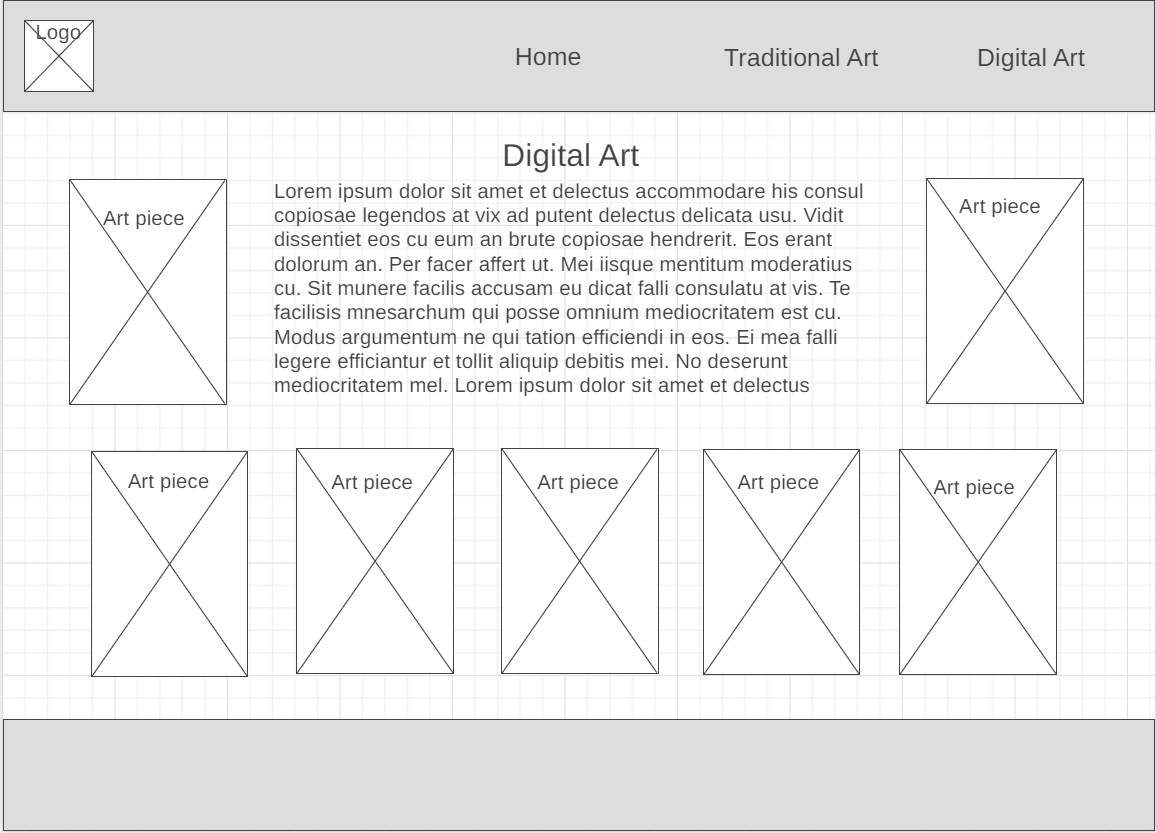 Logo
Home
Traditional Art
Digital Art
Digital Art
Art piece
Lorem ipsum dolor sit amet et delectus accommodare his consul
copiosae legendos at vix ad putent delectus delicata usu. Vidit
dissentiet eos cu eum an brute copiosae hendrerit. Eos erant
dolorum an. Per facer affert ut. Mei iisque mentitum moderatius
cu. Sit munere facilis accusam eu dicat falli consulatu at vis. Te
facilisis mnesarchum qui posse omnium mediocritatem est cu.
Modus argumentum ne qui tation efficiendi in eos. Ei mea falli
legere efficiantur et tollit aliquip debitis mei. No deserunt
mediocritatem mel. Lorem ipsum dolor sit amet et delectus
Art piece
Art piece
Art piece
Art piece
Art piece
Art piece